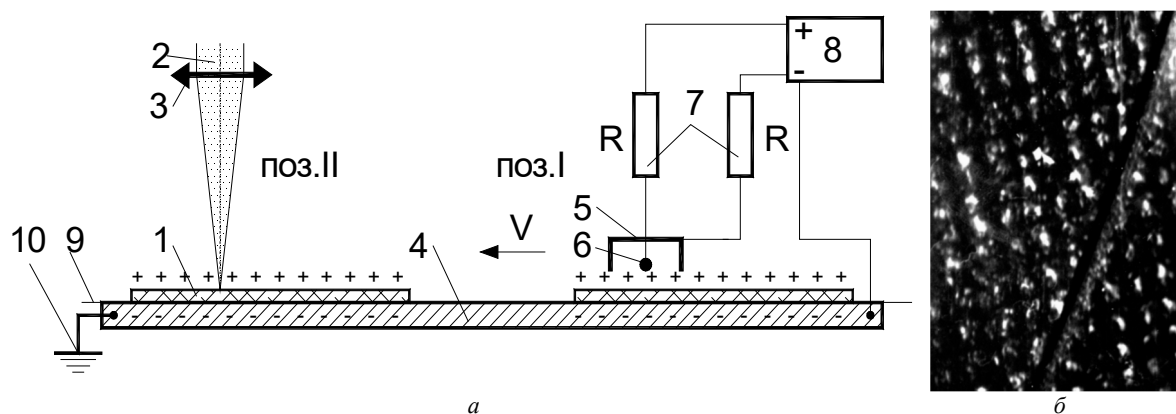 2
3
поз.II
10
9
1
V
4
поз.I
5
6
R
7
R
+
-
8
+ + + + + + + + + + + + + +
+ + + + + + + + + + + + + +
- - - - - - - - - - - - - -
а
б